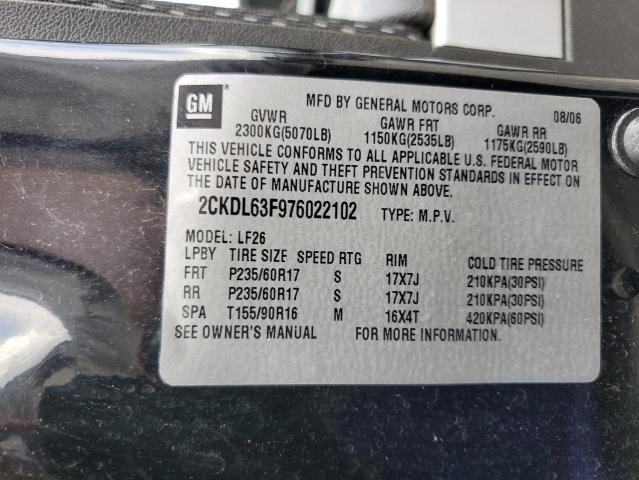 GM
MFD BY GENERAL MOTORS CORP. 08/06
GVWR GAWR FRT GAWR RR
2300KG(5070LB) 1150KG(2535LB) 1175KG(2590LB)
THIS VEHICLE CONFORMS TO ALL APPLICABLE U.S. FEDERAL MOTOR
VEHICLE SAFETY AND THEFT PREVENTION STANDARDS IN EFFECT ON
THE DATE OF MANUFACTURE SHOWN ABOVE.
2CKDL63F976022102 TYPE: M.P.V.
MODEL: LF26
LPBY TIRE SIZE SPEED RTG RIM COLD TIRE PRESSURE
FRT P235/60R17 S 17X7J 210KPA(30PSI)
RR P235/60R17 S 17X7J 210KPA(30PSI)
SPA T155/90R16 M 16X4T 420KPA(60PSI)
SEE OWNER'S MANUAL FOR MORE INFORMATION.